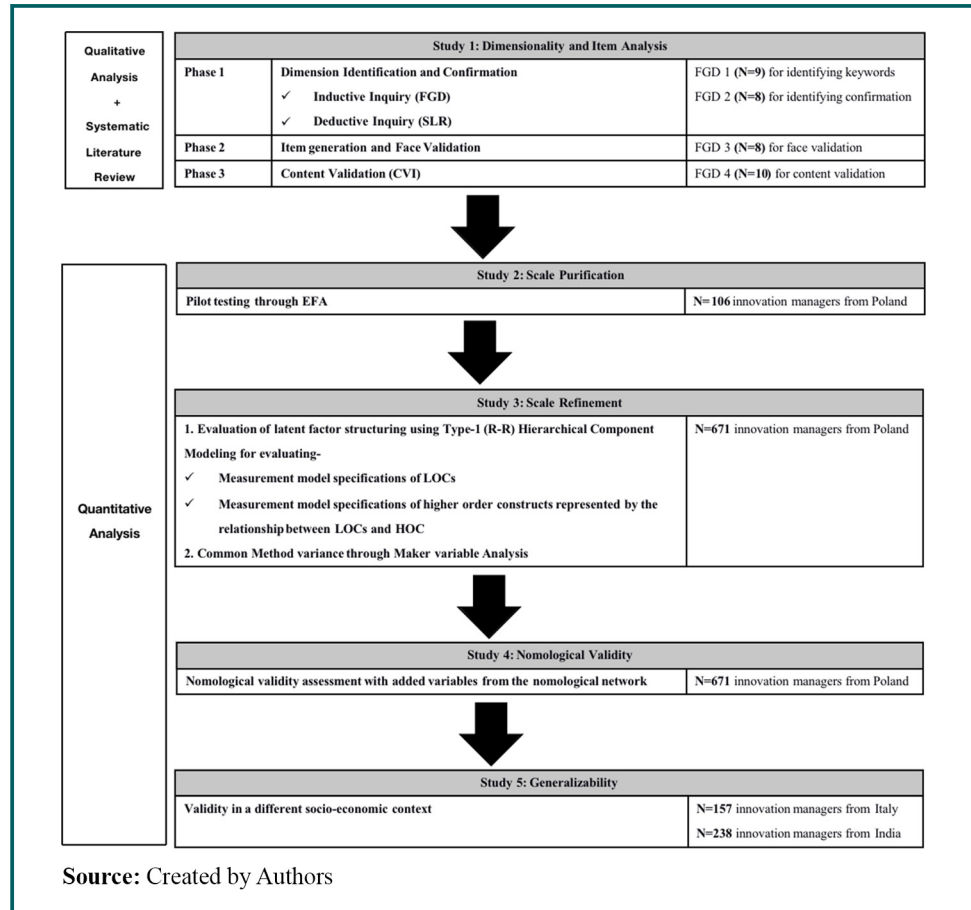 Qualitative
Analysis
+
Systematic
Literature
Review
Study 1: Dimensionality and Item Analysis
Phase 1
Dimension Identification and Confirmation
✓ Inductive Inquiry (FGD)
✓ Deductive Inquiry (SLR)
FGD 1 (N=9) for identifying keywords
FGD 2 (N=8) for identifying confirmation
Phase 2
Item generation and Face Validation
FGD 3 (N=8) for face validation
Phase 3
Content Validation (CVI)
FGD 4 (N=10) for content validation
Quantitative
Analysis
Study 2: Scale Purification
Pilot testing through EFA
N=106 innovation managers from Poland
Study 3: Scale Refinement
1. Evaluation of latent factor structuring using Type-1 (R-R) Hierarchical Component
Modeling for evaluating-
✓ Measurement model specifications of LOCs
✓ Measurement model specifications of higher order constructs represented by the
relationship between LOCs and HOC
2. Common Method variance through Maker variable Analysis
N=671 innovation managers from Poland
Study 4: Nomological Validity
Nomological validity assessment with added variables from the nomological network
N=671 innovation managers from Poland
Study 5: Generalizability
Validity in a different socio-economic context
N=157 innovation managers from Italy
N=238 innovation managers from India
Source: Created by Authors